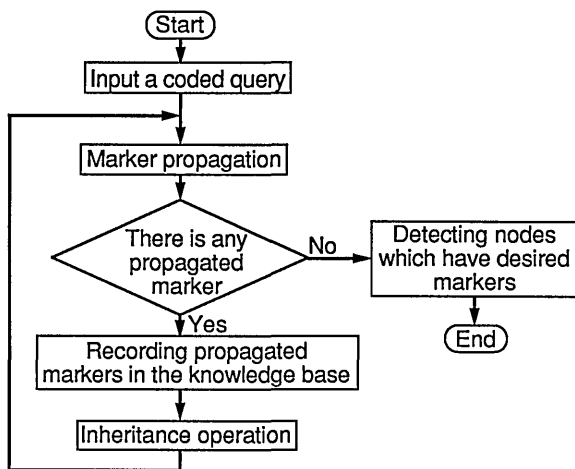 Start
Input a coded query
Marker propagation
There is any
propagated
marker
No
Detecting nodes
which have desired
markers
End
Yes
Recording propagated
markers in the knowledge base
Inheritance operation